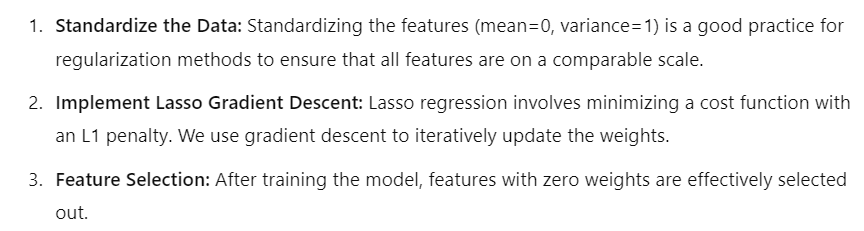 1. Standardize the Data: Standardizing the features (mean=0, variance=1) is a good practice for
regularization methods to ensure that all features are on a comparable scale.
2. Implement Lasso Gradient Descent: Lasso regression involves minimizing a cost function with
an L1 penalty. We use gradient descent to iteratively update the weights.
3. Feature Selection: After training the model, features with zero weights are effectively selected
out.